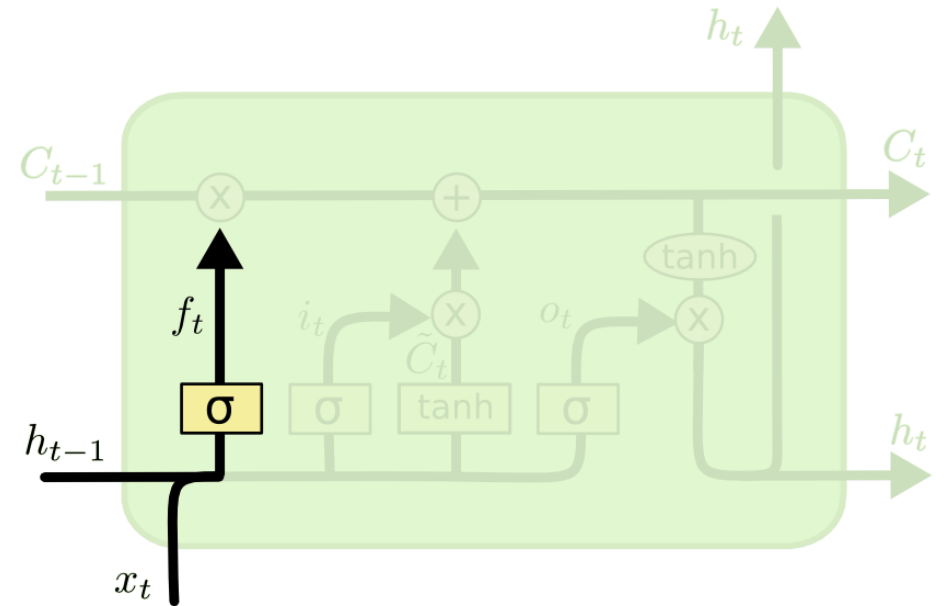 h_t
C_{t-1}
C_t
x
+
tanh
f_t
i_t
x
o_t
x
C̃_t
σ
σ
tanh
σ
h_{t-1}
h_t
x_t